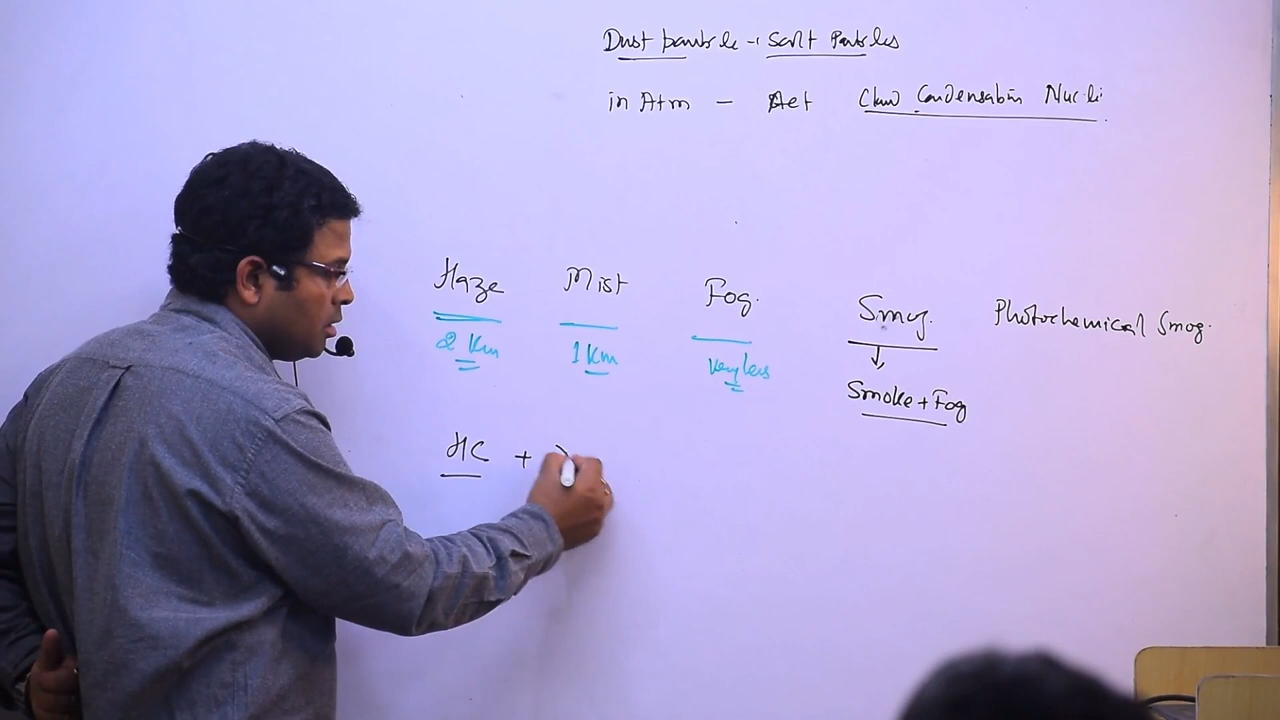 Dust particle - Salt Particles
in Atm - Act Cloud Condensation Nuclei
Haze Mist Fog. Smog. Photochemical Smog.
2 Km 1 Km Very less
Smoke + Fog
HC +